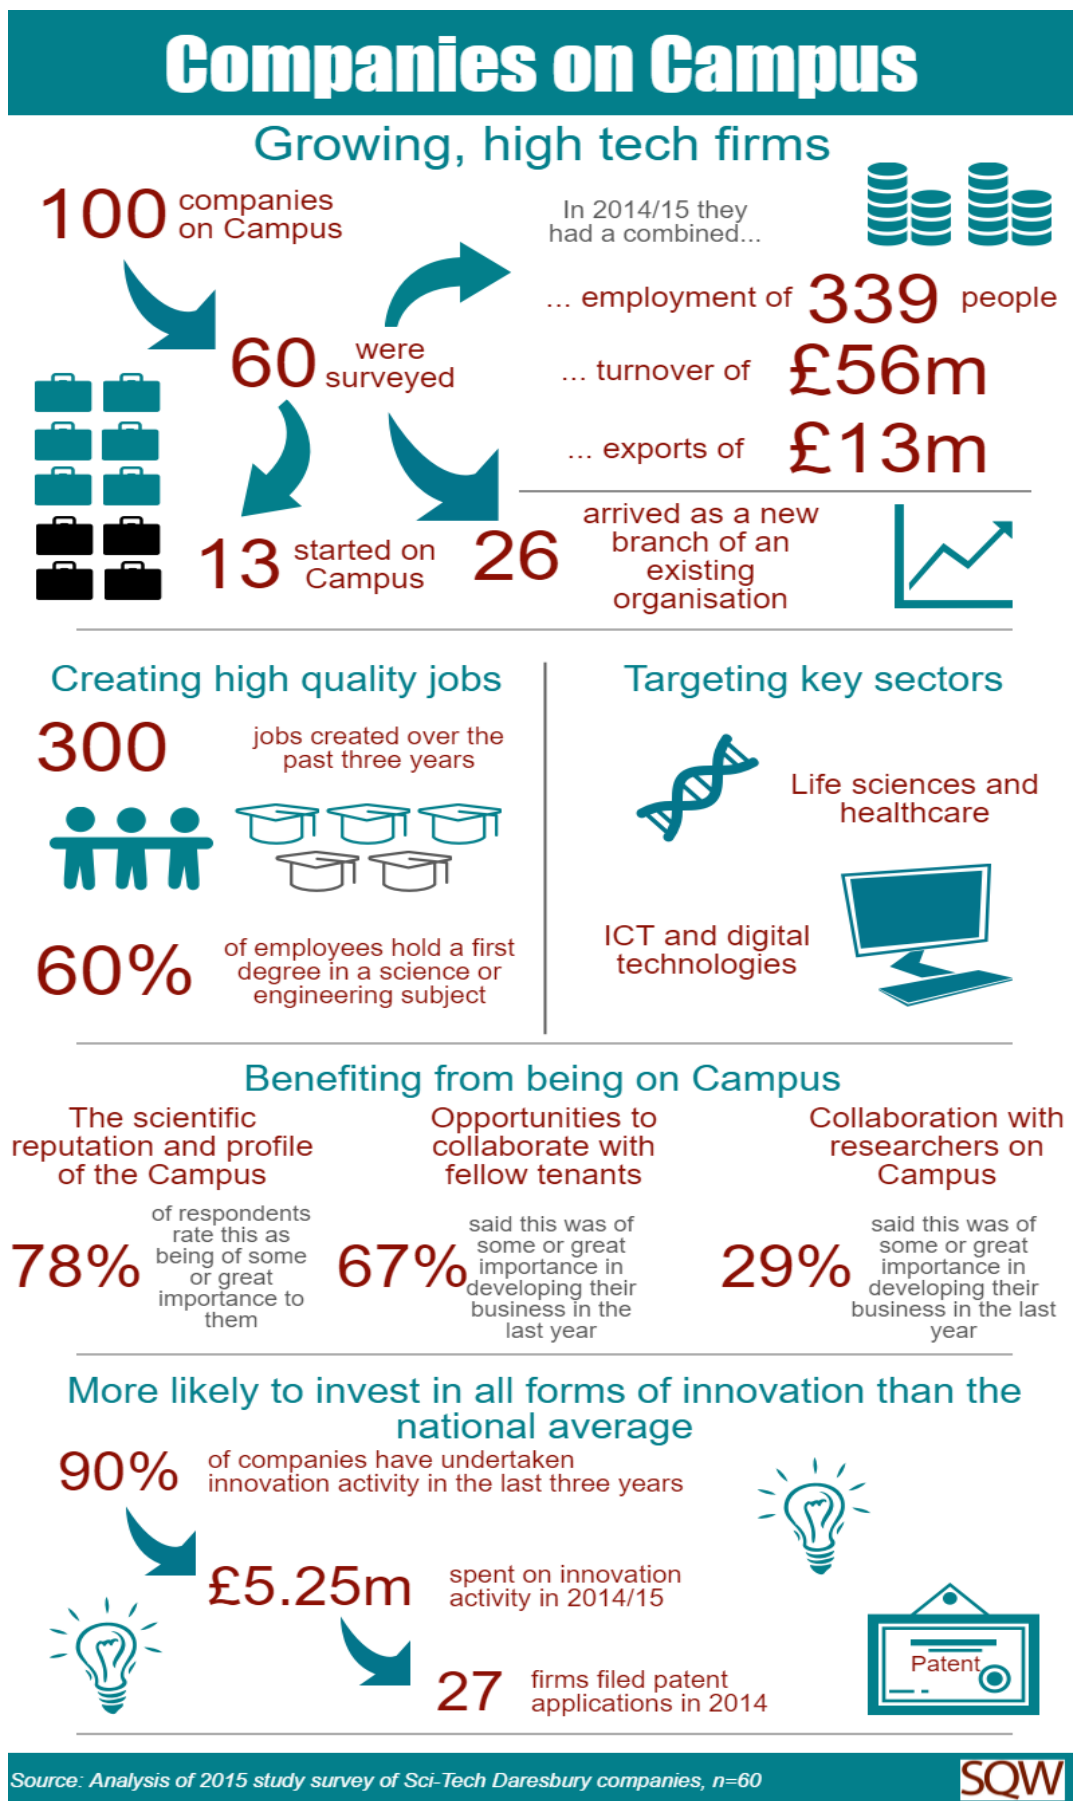 Companies on Campus
Growing, high tech firms
100 companies
on Campus
In 2014/15 they
had a combined...
... employment of 339 people
60 were
surveyed
... turnover of £56m
... exports of £13m
13 started on
Campus
26 arrived as a new
branch of an
existing
organisation
Creating high quality jobs
300 jobs created over the
past three years
60% of employees hold a first
degree in a science or
engineering subject
Targeting key sectors
Life sciences and
healthcare
ICT and digital
technologies
Benefiting from being on Campus
The scientific
reputation and profile
of the Campus
78% of respondents
rate this as
being of some
or great
importance to
them
Opportunities to
collaborate with
fellow tenants
67% said this was of
some or great
importance in
developing their
business in the
last year
Collaboration with
researchers on
Campus
29% said this was of
some or great
importance in
developing their
business in the last
year
More likely to invest in all forms of innovation than the
national average
90% of companies have undertaken
innovation activity in the last three years
£5.25m spent on innovation
activity in 2014/15
27 firms filed patent
applications in 2014
Patent
Source: Analysis of 2015 study survey of Sci-Tech Daresbury companies, n=60
SQW